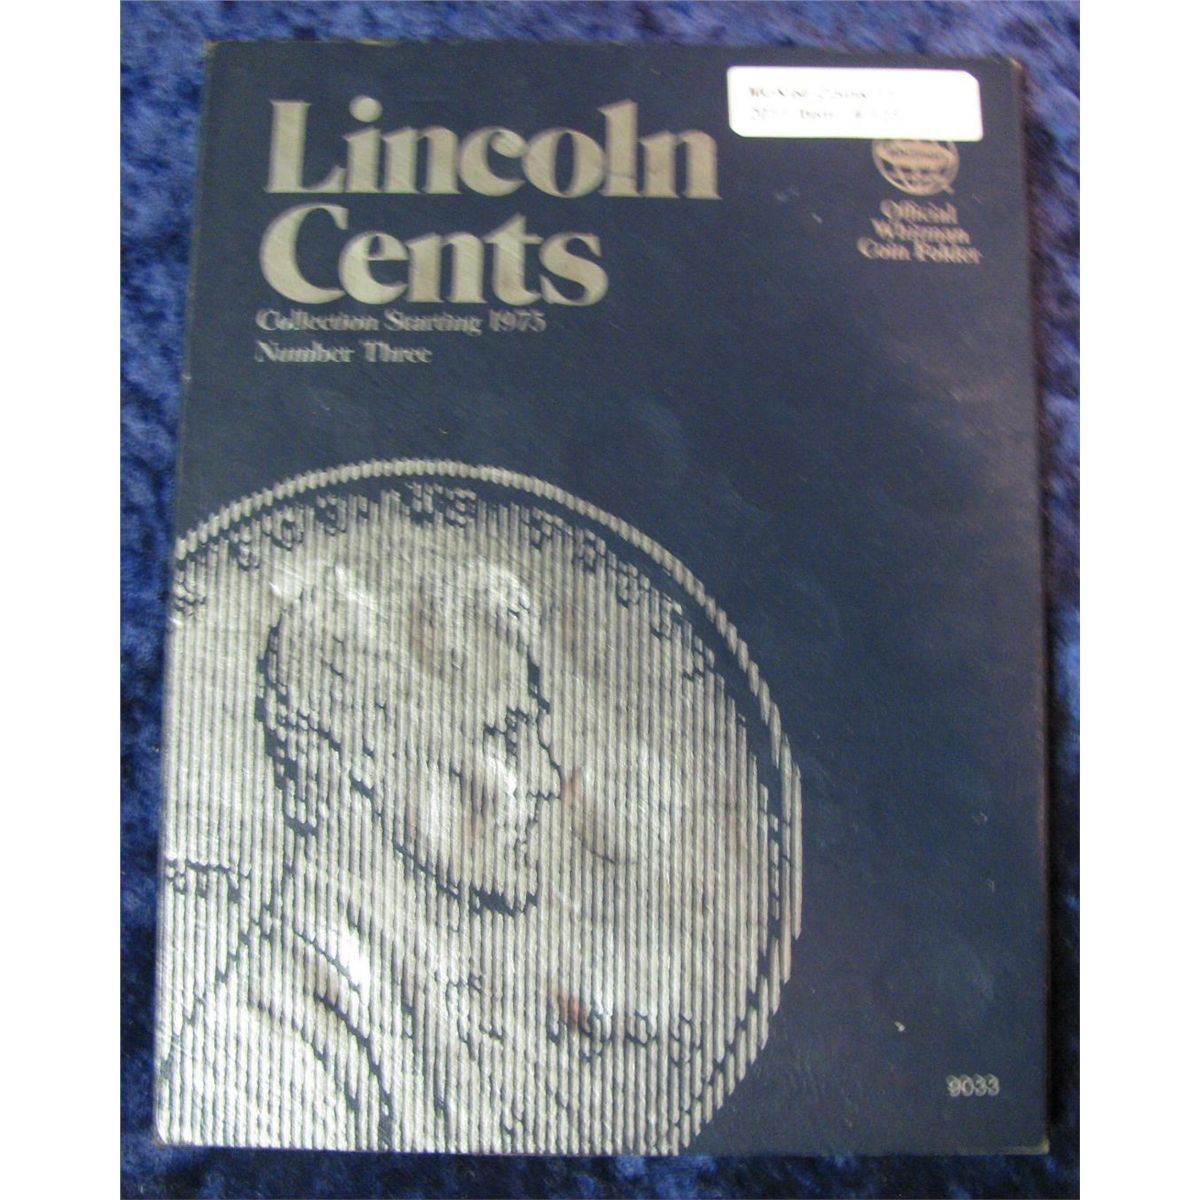 Lincoln
Cents
Collection Starting 1975
Number Three
Official
Whitman
Coin Folder
9033